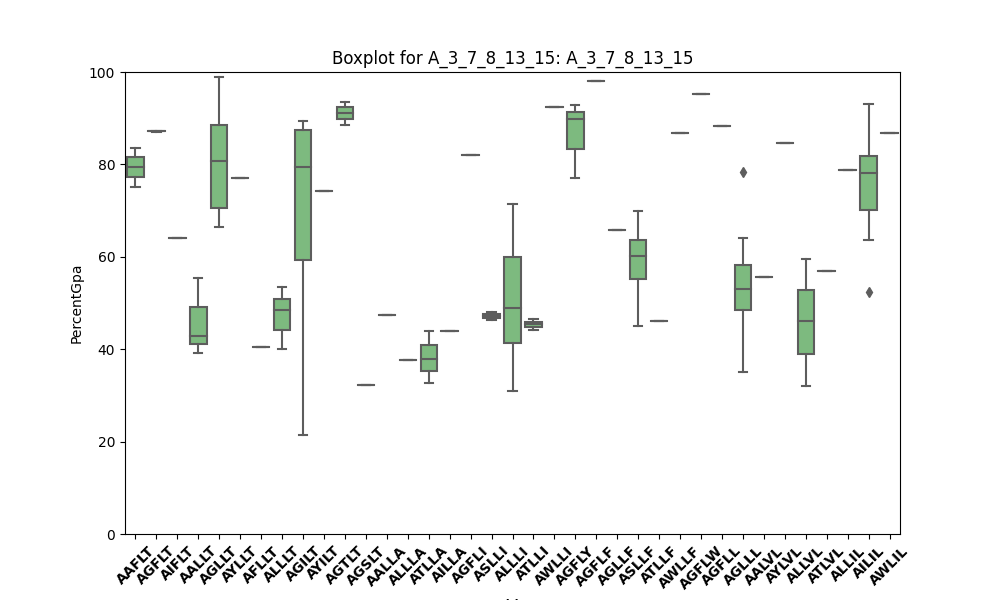 Boxplot for A_3_7_8_13_15: A_3_7_8_13_15
PercentGpa
100
80
60
40
20
0
AAFLT AGFLT AIFLT AALLT AGLLT AYLLT AFLLT ALLLT AGILT AYILT AGTLT AGSLT AALLA ALLLA ATLLA AILLA AGFLI ASLLI ALLLI ATLLI AWLLI AGFLY AGFLF AGLLF ASLLF ATLLF AWLLF AGFLW AGFLL AGLLL AALVL AYLVL ALLVL ATLVL ALLIL AILIL AWLIL